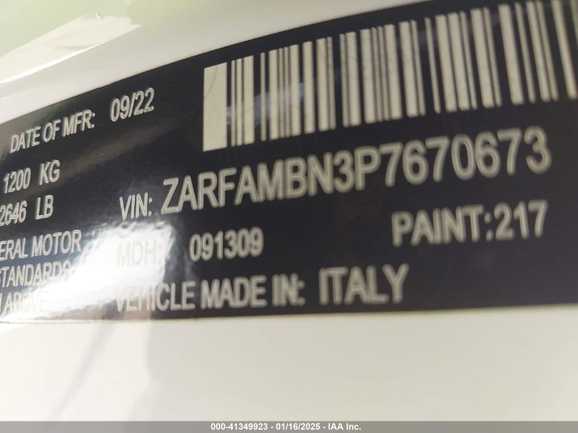 DATE OF MFR: 09/22
1200 KG
2646 LB
VIN: ZARFAMBN3P7670673
ERAL MOTOR
MDH: 091309
PAINT: 217
STANDARDS
VEHICLE MADE IN: ITALY
000-41349923 - 01/16/2025 - IAA Inc.